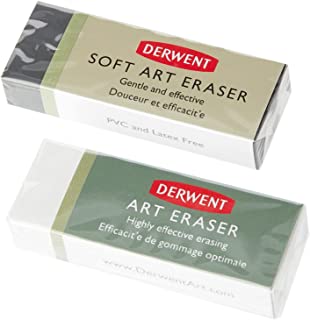 DERWENT
SOFT ART ERASER
Gentle and effective
Douceur et efficacit'e
PVC and Latex Free
DERWENT
ART ERASER
Highly effective erasing
Efficacit'e de gommage optimale
www.DerwentArt.com